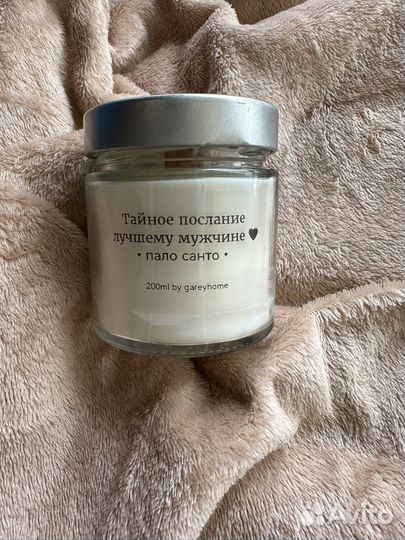 Тайное послание
лучшему мужчине ♥
• пало санто •
200ml by gareyhome
Avito